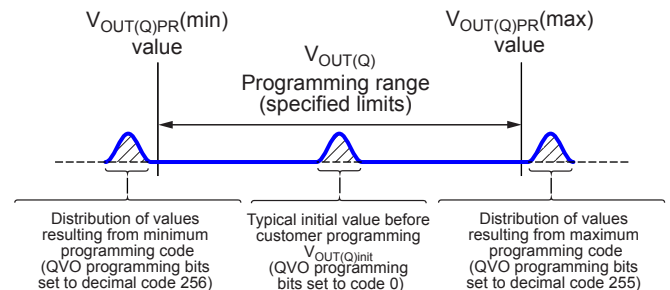 V_OUT(Q)PR(min)
value
V_OUT(Q)
Programming range
(specified limits)
V_OUT(Q)PR(max)
value
Distribution of values
resulting from minimum
programming code
(QVO programming bits
set to decimal code 256)
Typical initial value before
customer programming
V_OUT(Q)init
(QVO programming
bits set to code 0)
Distribution of values
resulting from maximum
programming code
(QVO programming bits
set to decimal code 255)